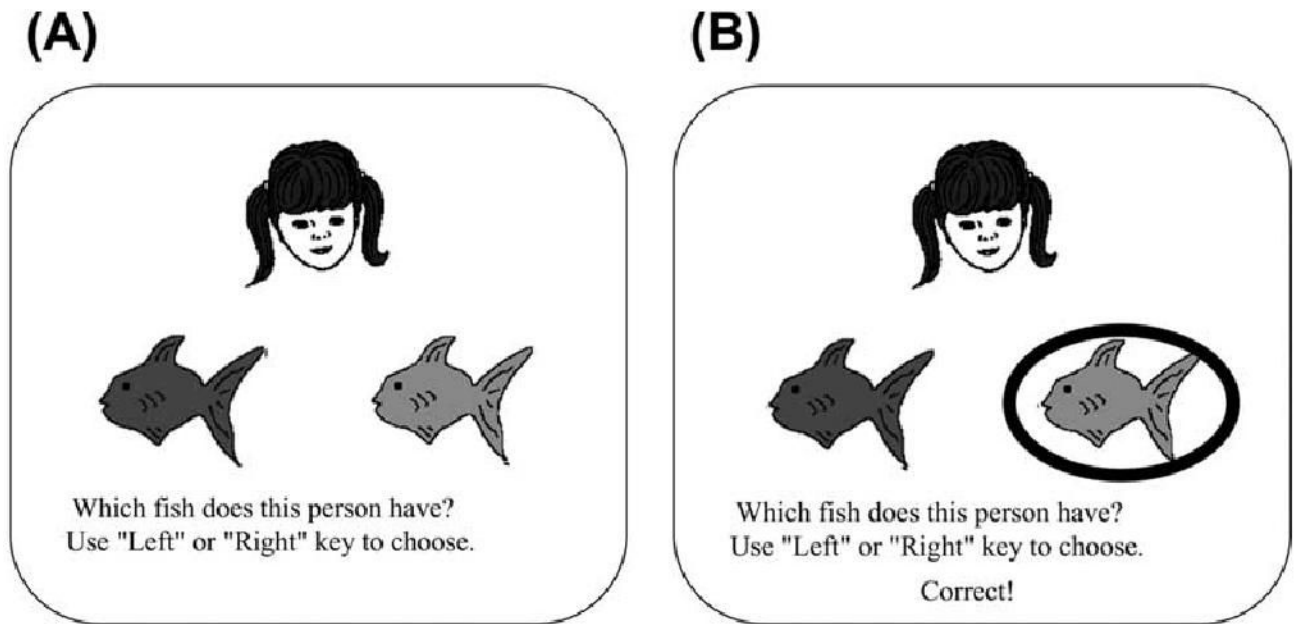 (A)
Which fish does this person have?
Use "Left" or "Right" key to choose.
(B)
Which fish does this person have?
Use "Left" or "Right" key to choose.
Correct!